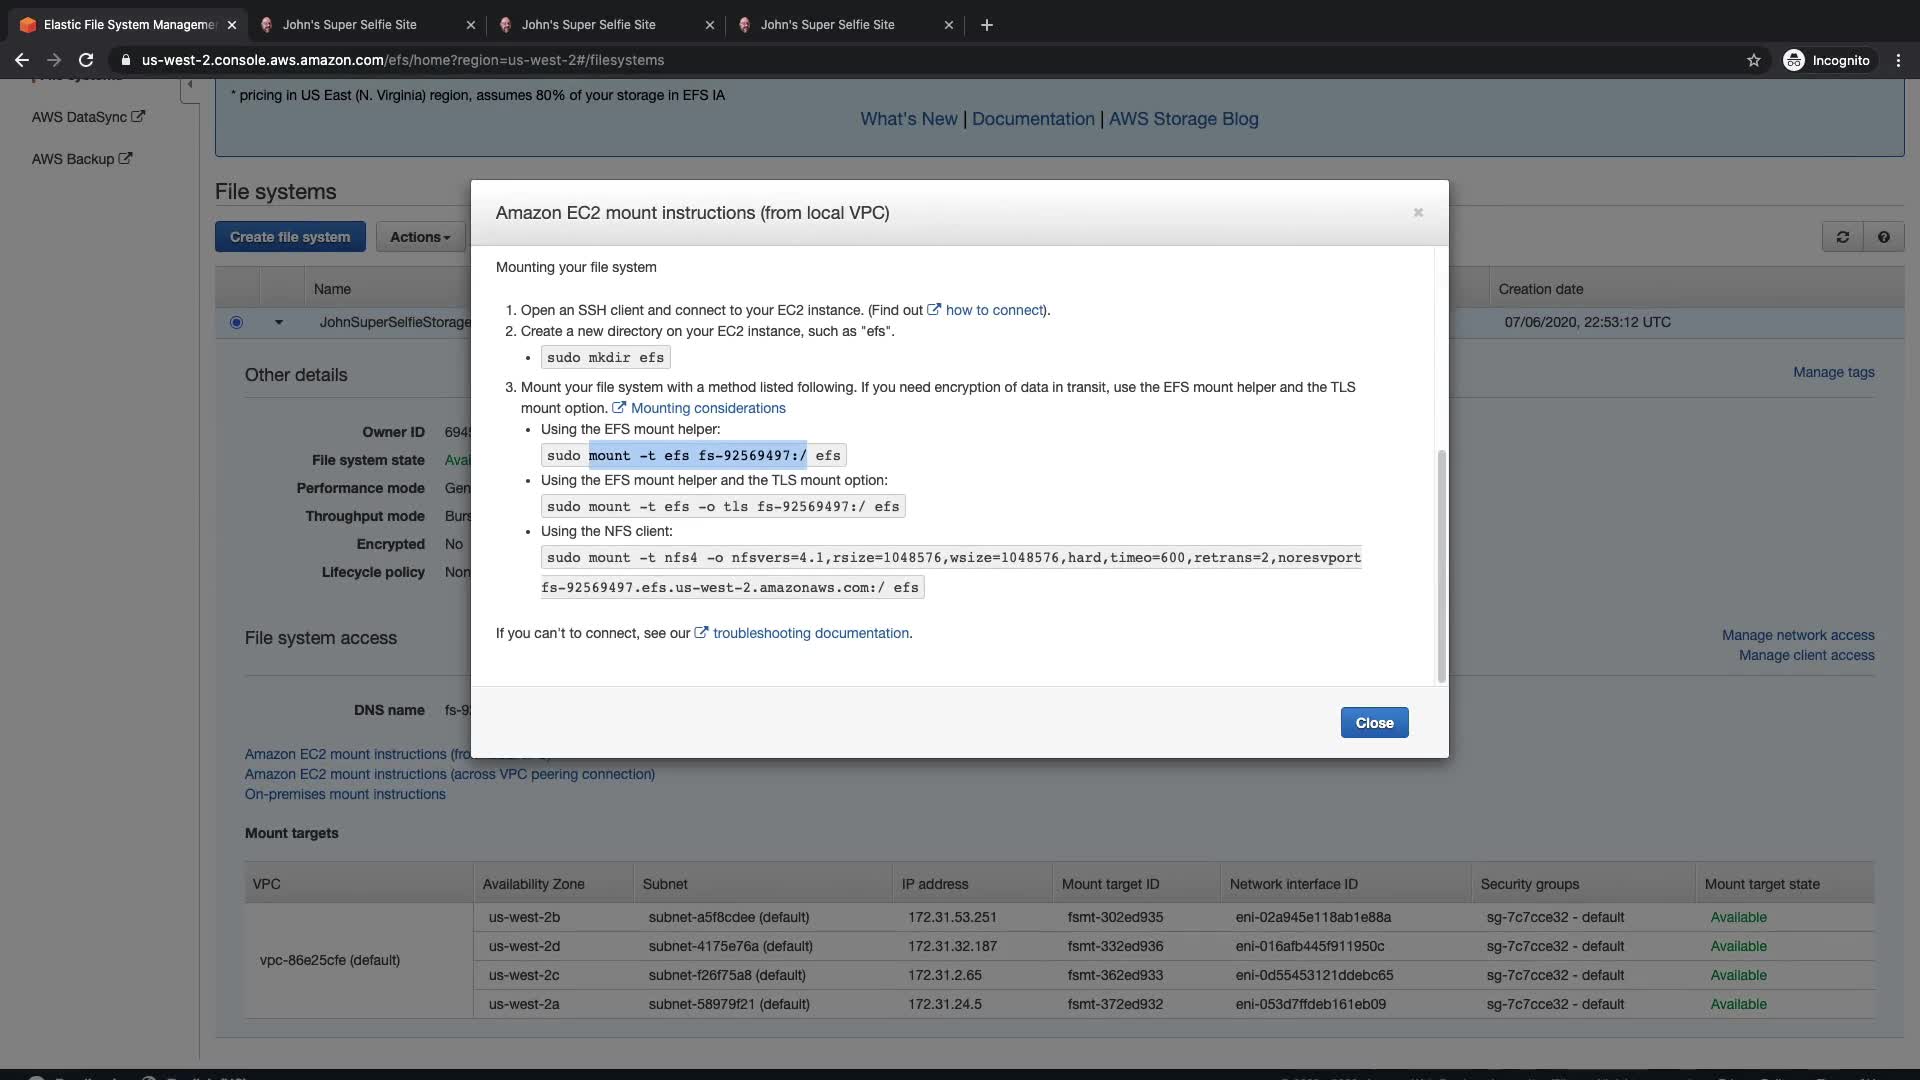 Elastic File System Manageme
John's Super Selfie Site
John's Super Selfie Site
John's Super Selfie Site
us-west-2.console.aws.amazon.com/efs/home?region=us-west-2#/filesystems
Incognito
AWS DataSync
AWS Backup
* pricing in US East (N. Virginia) region, assumes 80% of your storage in EFS IA
What's New | Documentation | AWS Storage Blog
File systems
Create file system
Actions
Name
Creation date
JohnSuperSelfieStorage
07/06/2020, 22:53:12 UTC
Other details
Manage tags
Owner ID 694
File system state Avai
Performance mode Gen
Throughput mode Burs
Encrypted No
Lifecycle policy Non
File system access
Manage network access
Manage client access
DNS name fs-92
Amazon EC2 mount instructions (from local VPC)
Amazon EC2 mount instructions (across VPC peering connection)
On-premises mount instructions
Amazon EC2 mount instructions (from local VPC)
×
Mounting your file system
1. Open an SSH client and connect to your EC2 instance. (Find out how to connect).
2. Create a new directory on your EC2 instance, such as "efs".
• sudo mkdir efs
3. Mount your file system with a method listed following. If you need encryption of data in transit, use the EFS mount helper and the TLS
mount option. Mounting considerations
• Using the EFS mount helper:
sudo mount -t efs fs-92569497:/ efs
• Using the EFS mount helper and the TLS mount option:
sudo mount -t efs -o tls fs-92569497:/ efs
• Using the NFS client:
sudo mount -t nfs4 -o nfsvers=4.1,rsize=1048576,wsize=1048576,hard,timeo=600,retrans=2,noresvport
fs-92569497.efs.us-west-2.amazonaws.com:/ efs
If you can't to connect, see our troubleshooting documentation.
Close
Mount targets
VPC Availability Zone Subnet IP address Mount target ID Network interface ID Security groups Mount target state
us-west-2b subnet-a5f8cdee (default) 172.31.53.251 fsmt-302ed935 eni-02a945e118ab1e88a sg-7c7cce32 - default Available
us-west-2d subnet-4175e76a (default) 172.31.32.187 fsmt-332ed936 eni-016afb445f911950c sg-7c7cce32 - default Available
vpc-86e25cfe (default)
us-west-2c subnet-f26f75a8 (default) 172.31.2.65 fsmt-362ed933 eni-0d55453121ddebc65 sg-7c7cce32 - default Available
us-west-2a subnet-58979f21 (default) 172.31.24.5 fsmt-372ed932 eni-053d7ffdeb161eb09 sg-7c7cce32 - default Available